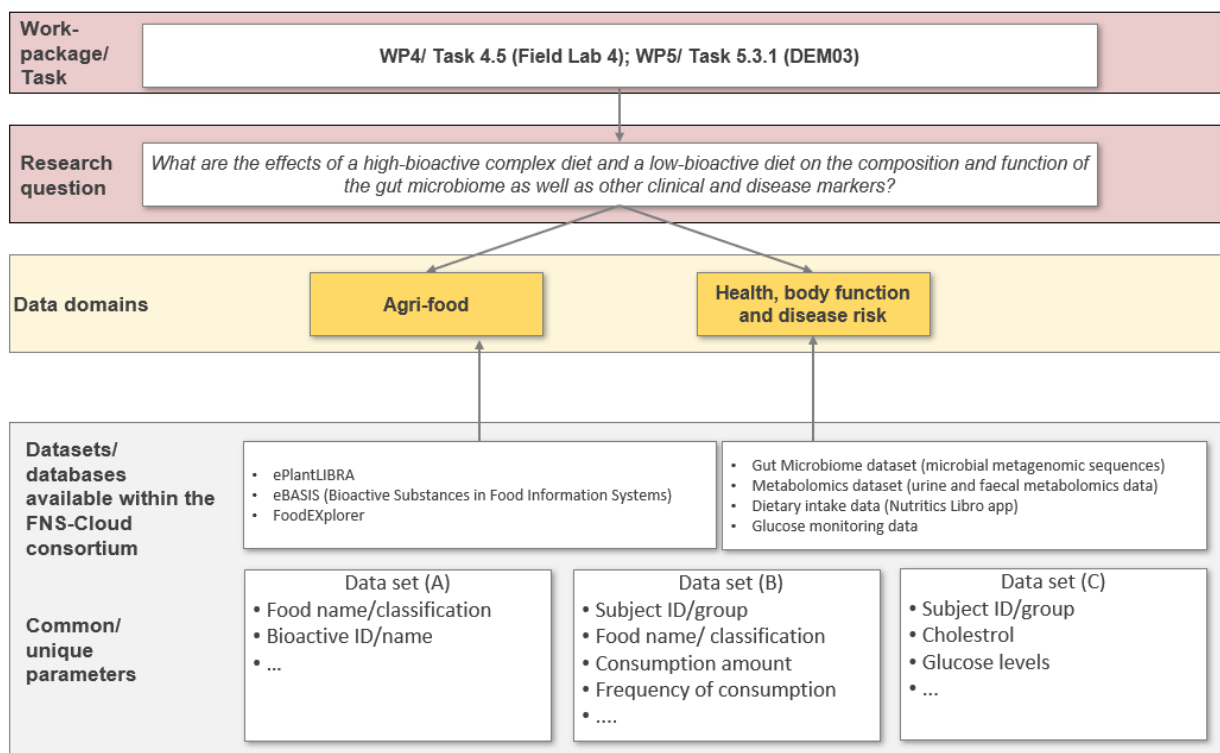 Work-
package/
Task
WP4/ Task 4.5 (Field Lab 4); WP5/ Task 5.3.1 (DEM03)
Research
question
What are the effects of a high-bioactive complex diet and a low-bioactive diet on the composition and function of
the gut microbiome as well as other clinical and disease markers?
Data domains
Agri-food
Health, body function
and disease risk
Datasets/
databases
available within the
FNS-Cloud
consortium
• ePlantLIBRA
• eBASIS (Bioactive Substances in Food Information Systems)
• FoodEXplorer
• Gut Microbiome dataset (microbial metagenomic sequences)
• Metabolomics dataset (urine and faecal metabolomics data)
• Dietary intake data (Nutritics Libro app)
• Glucose monitoring data
Common/
unique
parameters
Data set (A)
• Food name/classification
• Bioactive ID/name
• ...
Data set (B)
• Subject ID/group
• Food name/ classification
• Consumption amount
• Frequency of consumption
• ....
Data set (C)
• Subject ID/group
• Cholestrol
• Glucose levels
• ...